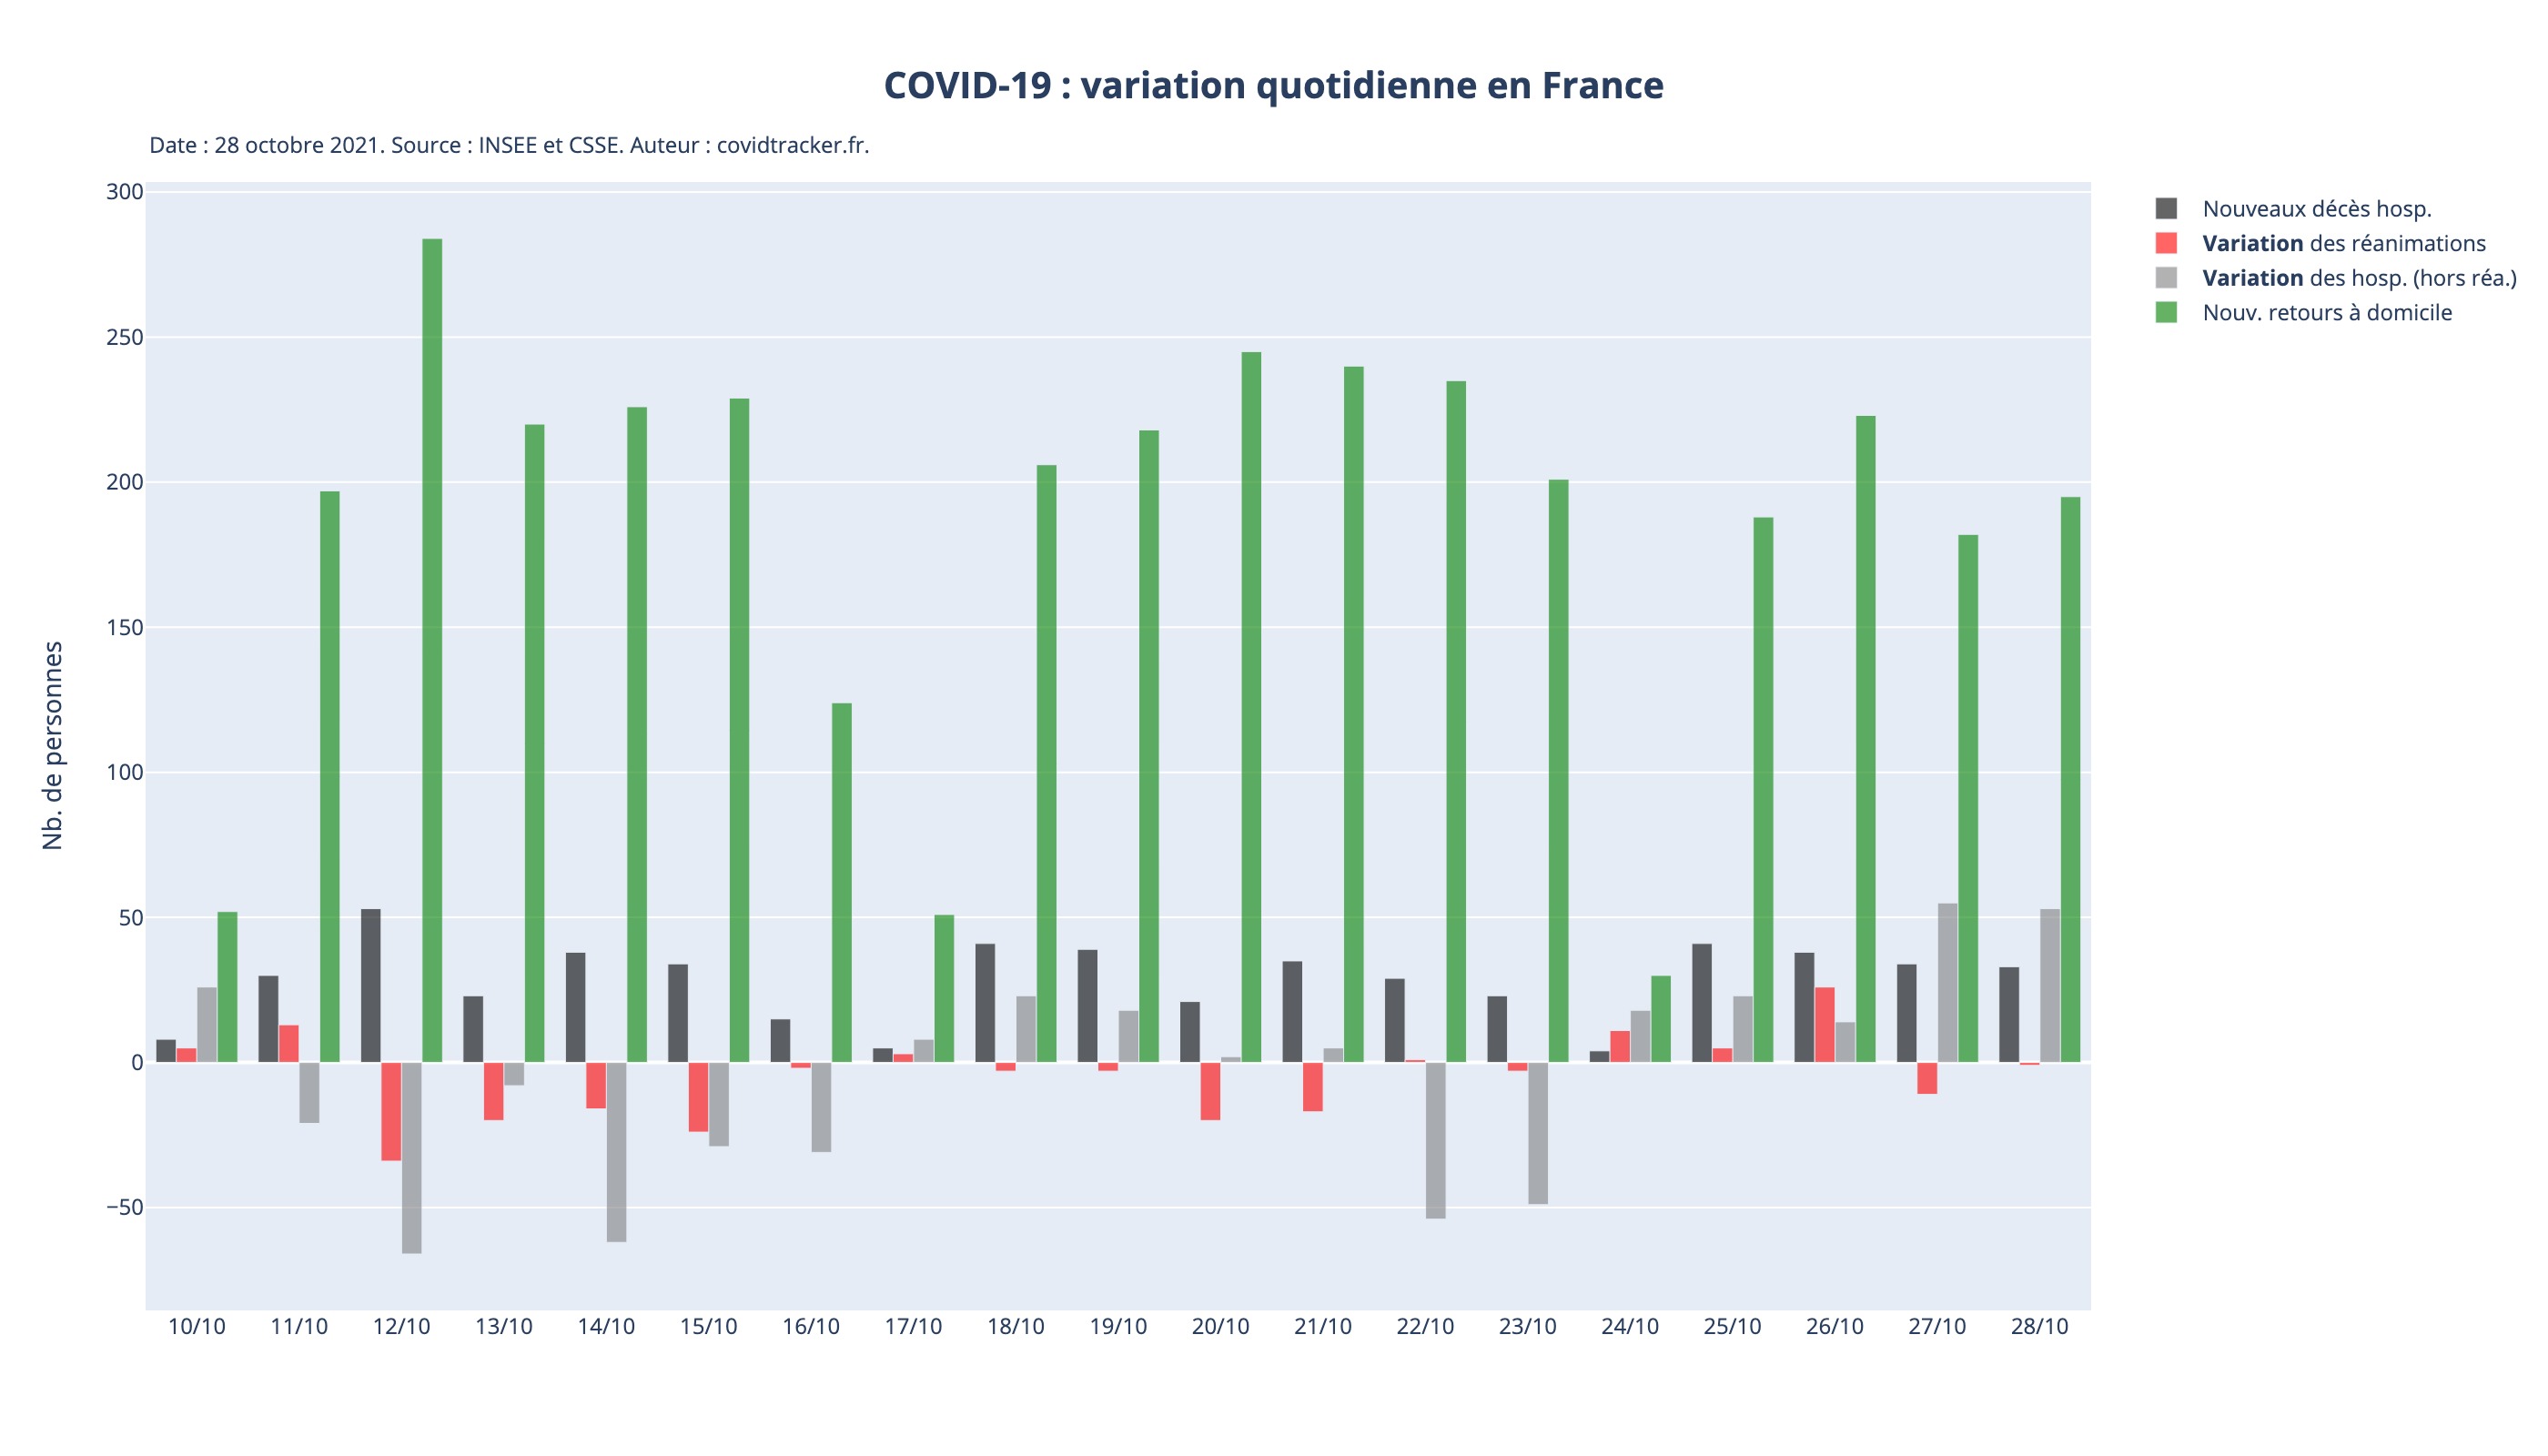 COVID-19 : variation quotidienne en France
Date : 28 octobre 2021. Source : INSEE et CSSE. Auteur : covidtracker.fr.
Nb. de personnes
300
250
200
150
100
50
0
−50
10/10 11/10 12/10 13/10 14/10 15/10 16/10 17/10 18/10 19/10 20/10 21/10 22/10 23/10 24/10 25/10 26/10 27/10 28/10
Nouveaux décès hosp.
Variation des réanimations
Variation des hosp. (hors réa.)
Nouv. retours à domicile